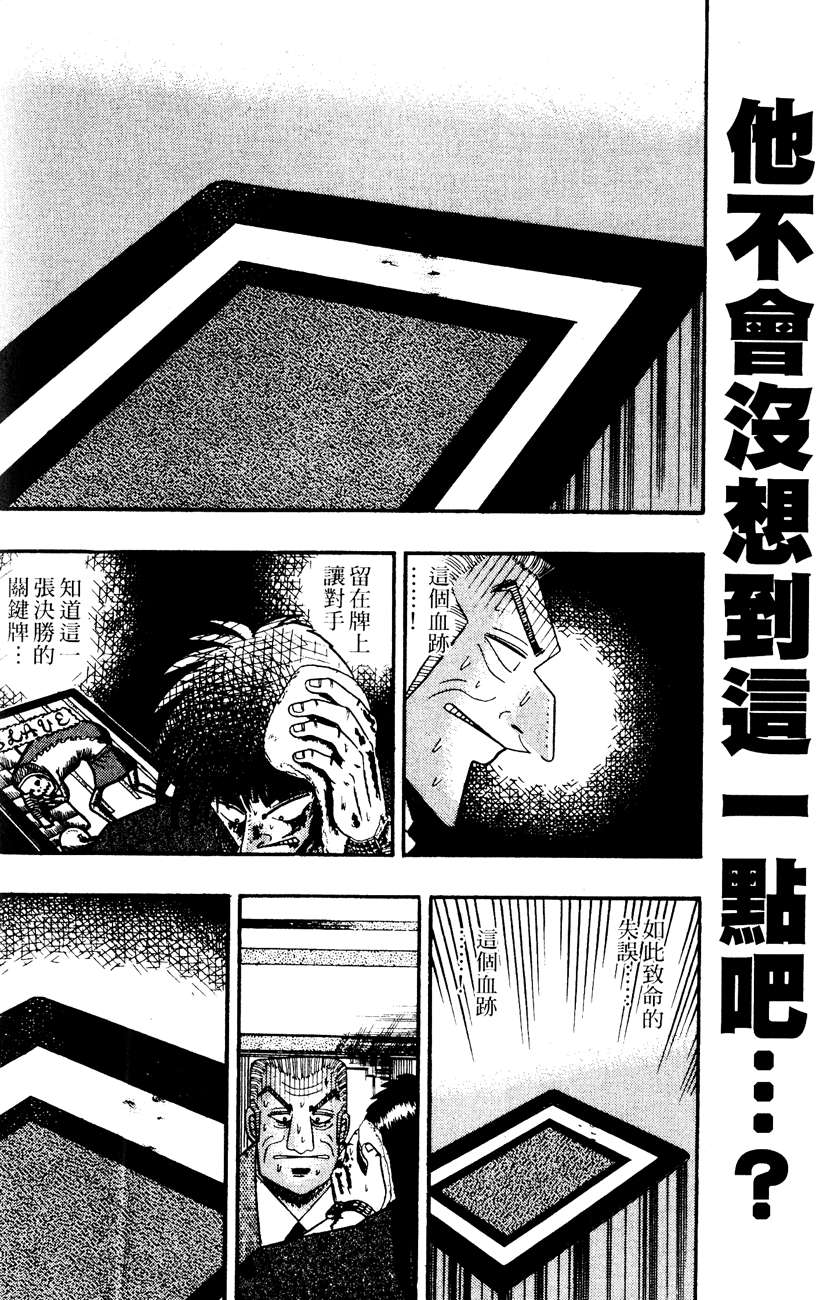 他不會沒想到這一點吧…？
這個血跡
……！
留在牌上
讓對手
知道這一
張決勝的
關鍵牌…
SLAVE
如此致命的
失誤……
這個血跡
……！